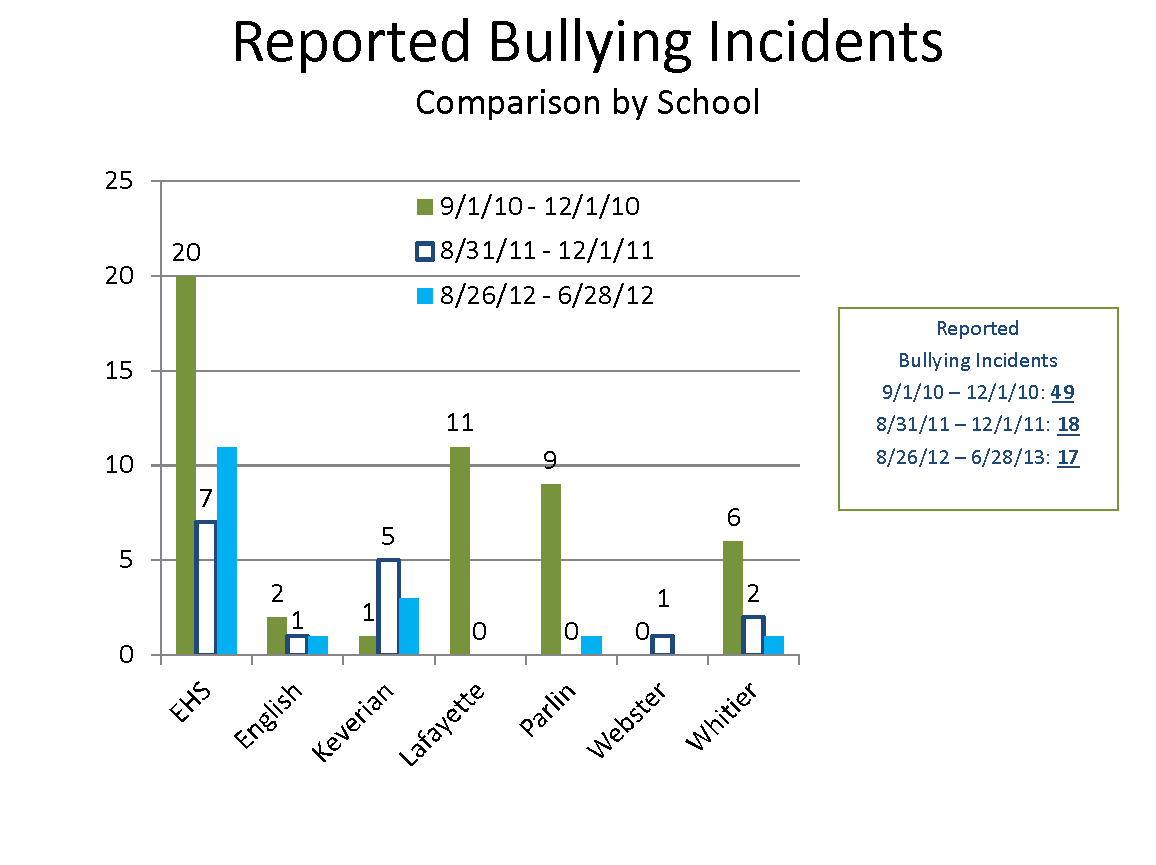 Reported Bullying Incidents
Comparison by School
25
20
15
10
5
0
9/1/10 - 12/1/10
8/31/11 - 12/1/11
8/26/12 - 6/28/12
20
7
2
1
1
5
11
0
9
0
0
1
6
2
EHS
English
Keverian
Lafayette
Parlin
Webster
Whitier
Reported
Bullying Incidents
9/1/10 – 12/1/10: 49
8/31/11 – 12/1/11: 18
8/26/12 – 6/28/13: 17